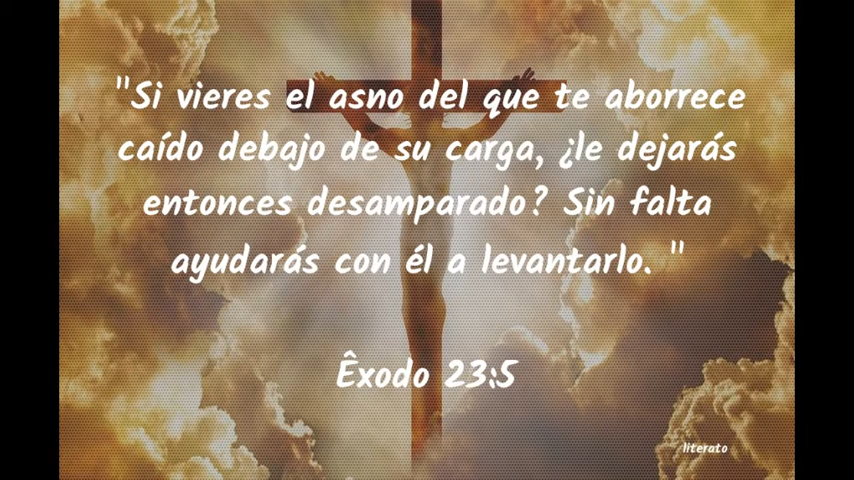 "Si vieres el asno del que te aborrece
caído debajo de su carga, ¿le dejarás
entonces desamparado? Sin falta
ayudarás con él a levantarlo. "
Êxodo 23:5
literato